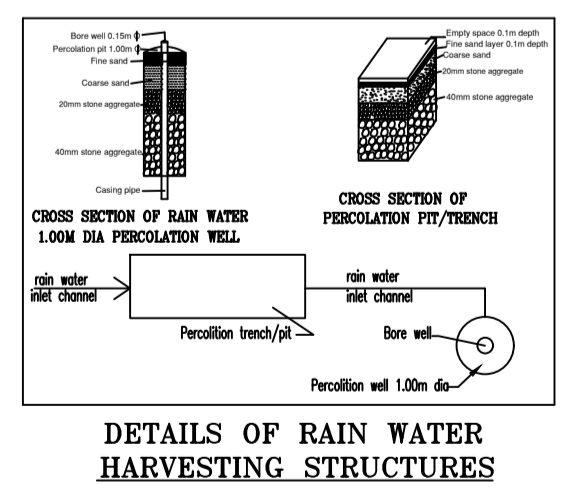 Bore well 0.15m ϕ
Percolation pit 1.00m ϕ
Fine sand
Coarse sand
20mm stone aggregate
40mm stone aggregate
Casing pipe
CROSS SECTION OF RAIN WATER
1.00M DIA PERCOLATION WELL
Empty space 0.1m depth
Fine sand layer 0.1m depth
Coarse sand
20mm stone aggregate
40mm stone aggregate
CROSS SECTION OF
PERCOLATION PIT/TRENCH
rain water
inlet channel
Percolition trench/pit
rain water
inlet channel
Bore well
Percolition well 1.00m dia
DETAILS OF RAIN WATER
HARVESTING STRUCTURES